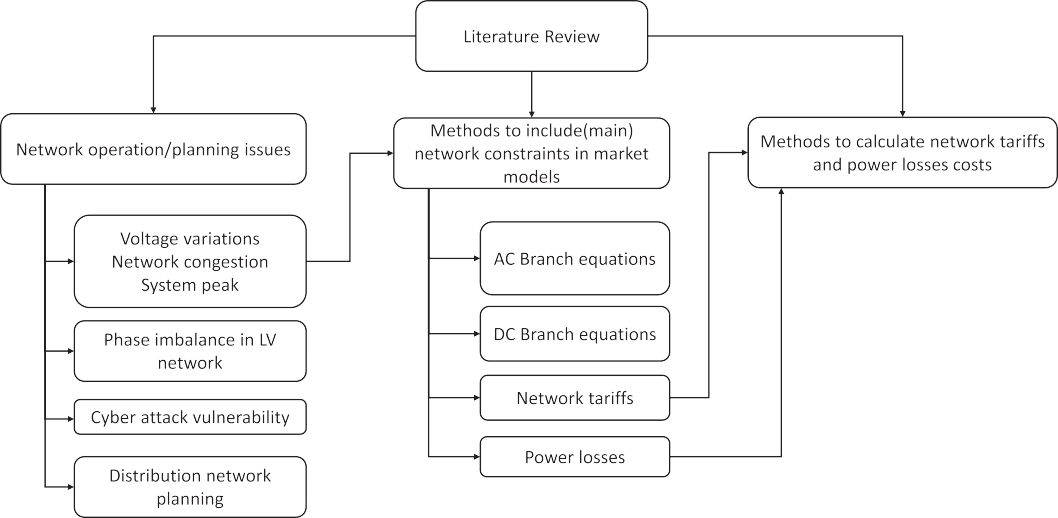 Literature Review
Network operation/planning issues
Voltage variations
Network congestion
System peak
Phase imbalance in LV
network
Cyber attack vulnerability
Distribution network
planning
Methods to include(main)
network constraints in market
models
AC Branch equations
DC Branch equations
Network tariffs
Power losses
Methods to calculate network tariffs
and power losses costs